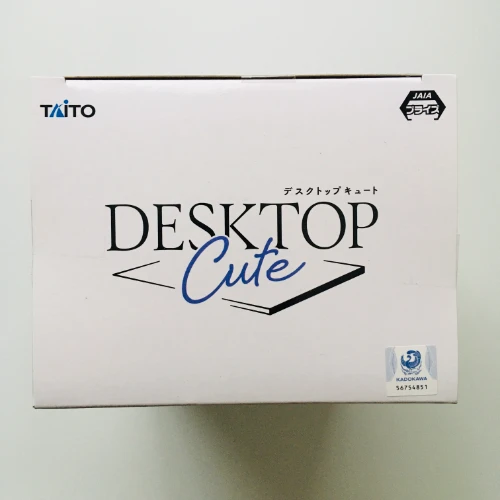 TAITO
JAIA
プライズ
デスクトップキュート
DESKTOP
Cute
KADOKAWA
56754851